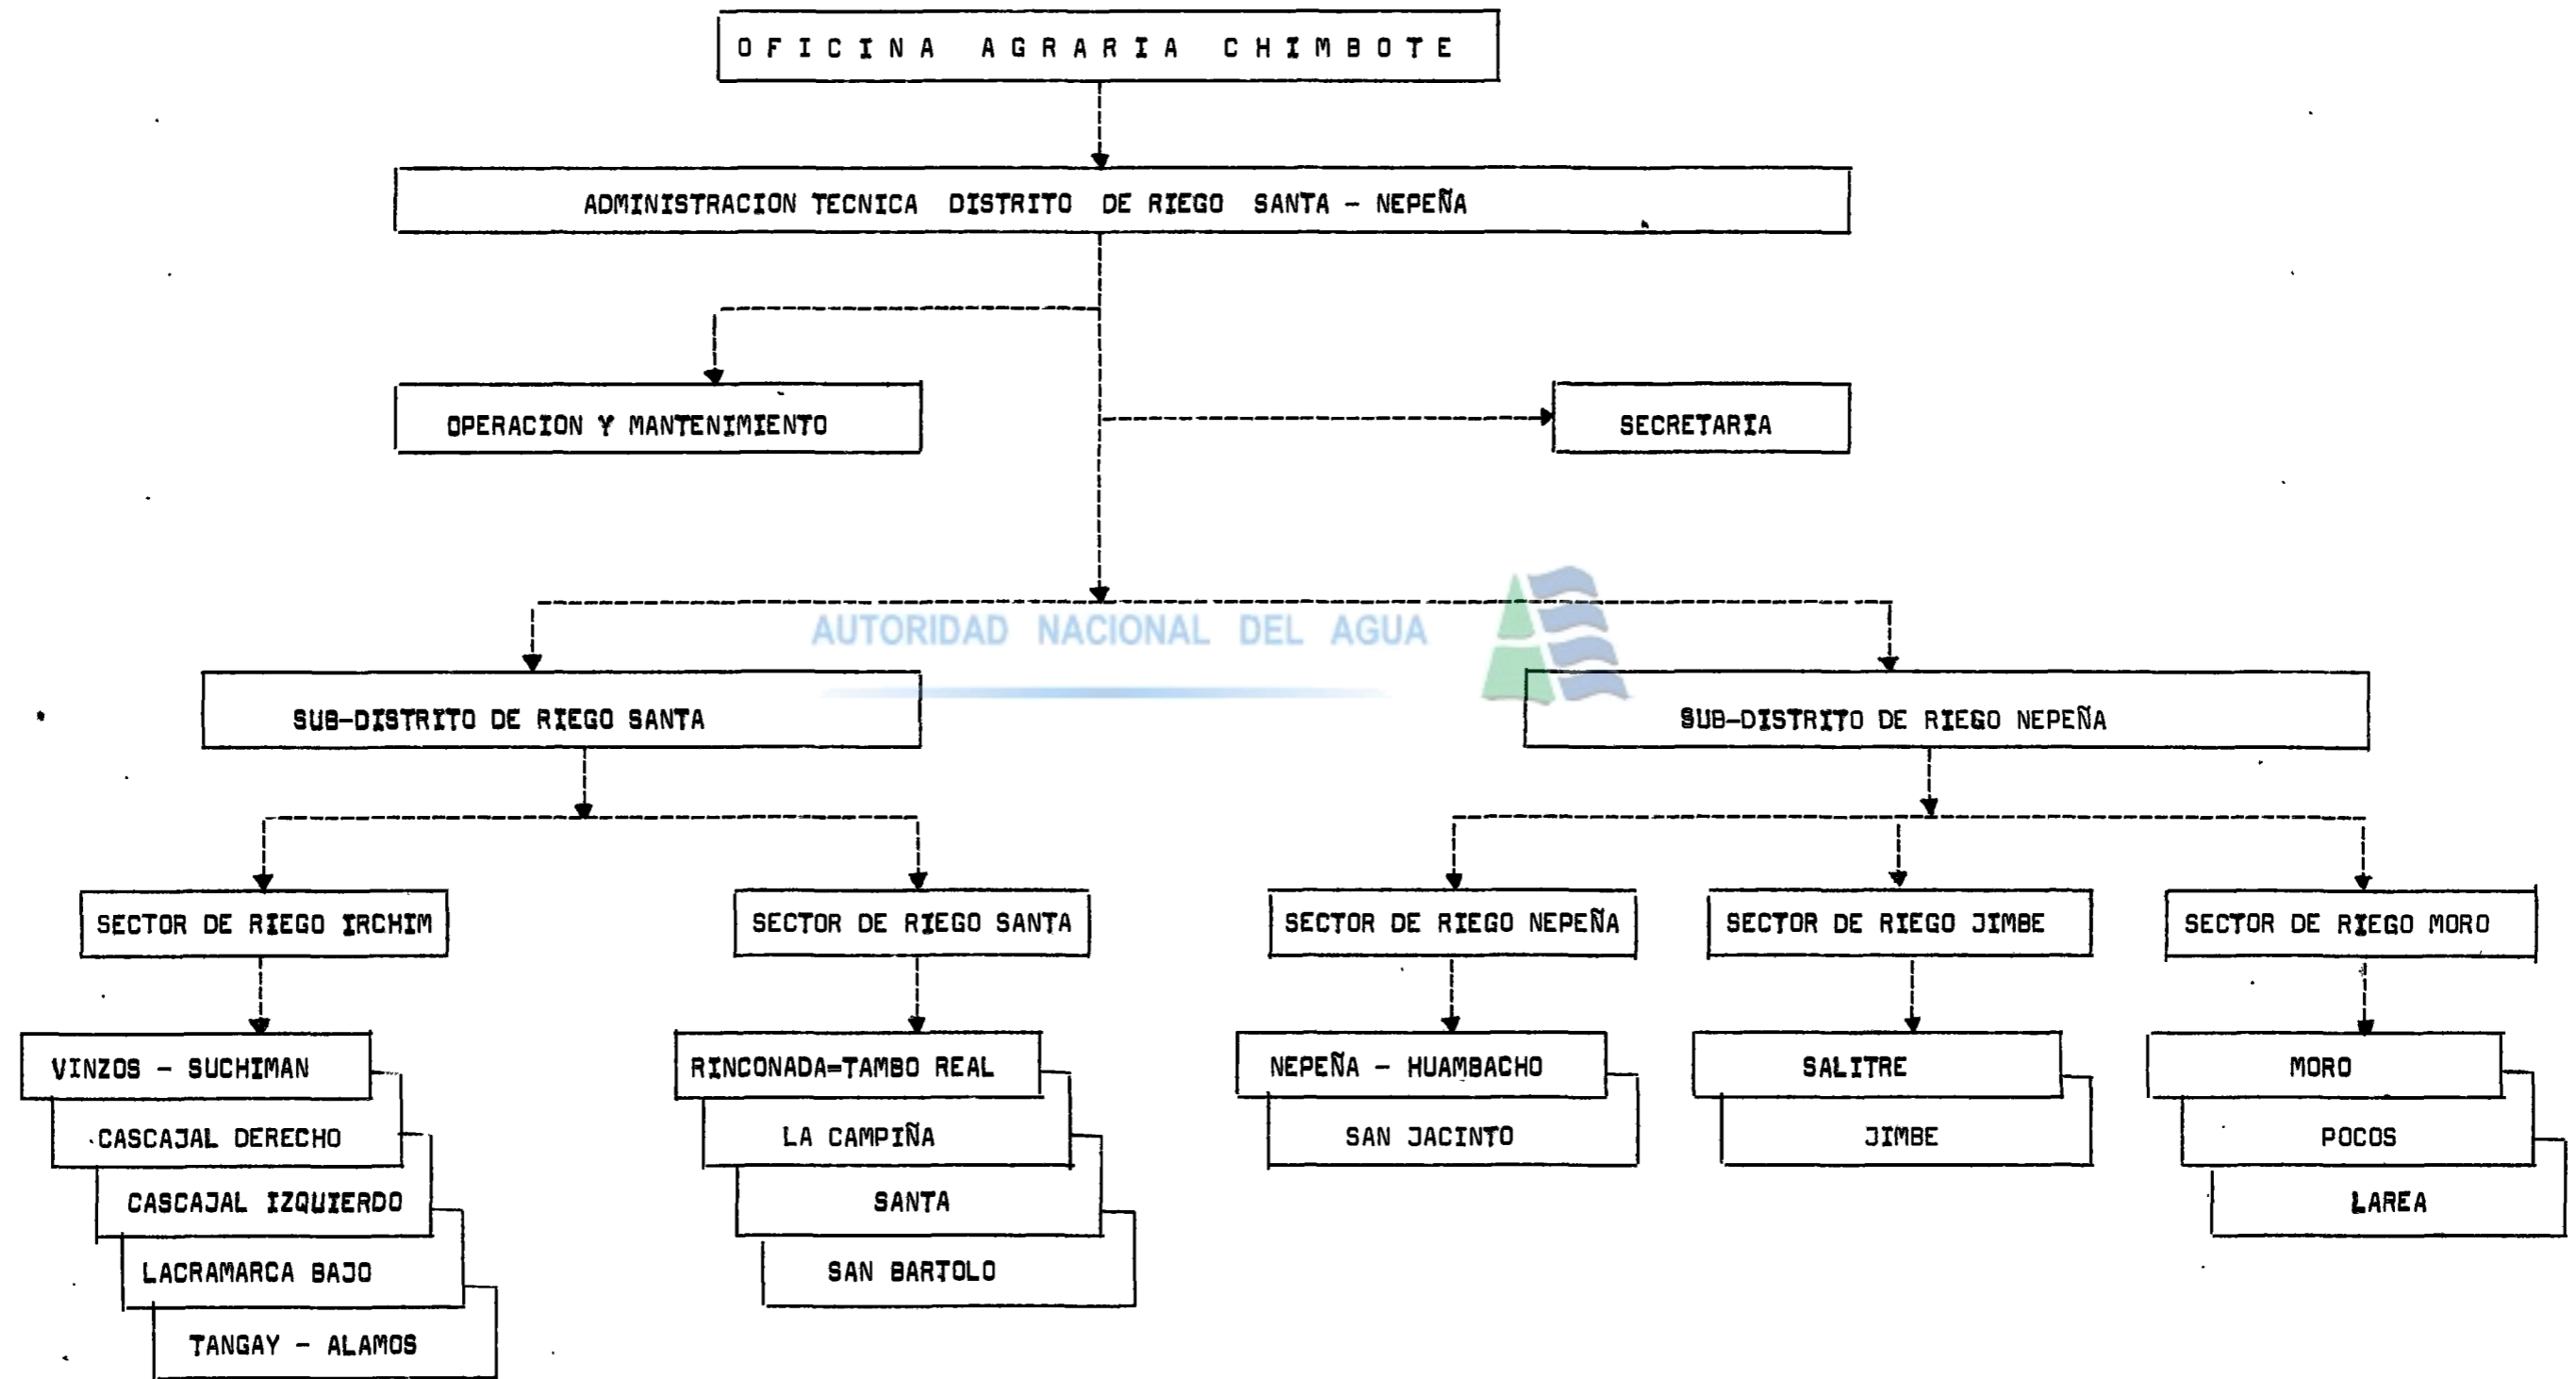 OFICINA AGRARIA CHIMBOTE
ADMINISTRACION TECNICA DISTRITO DE RIEGO SANTA - NEPEÑA
OPERACION Y MANTENIMIENTO
SECRETARIA
AUTORIDAD NACIONAL DEL AGUA
SUB-DISTRITO DE RIEGO SANTA
SUB-DISTRITO DE RIEGO NEPEÑA
SECTOR DE RIEGO IRCHIM
SECTOR DE RIEGO SANTA
SECTOR DE RIEGO NEPEÑA
SECTOR DE RIEGO JIMBE
SECTOR DE RIEGO MORO
VINZOS - SUCHIMAN
CASCAJAL DERECHO
CASCAJAL IZQUIERDO
LACRAMARCA BAJO
TANGAY - ALAMOS
RINCONADA=TAMBO REAL
LA CAMPIÑA
SANTA
SAN BARTOLO
NEPEÑA - HUAMBACHO
SAN JACINTO
SALITRE
JIMBE
MORO
POCOS
LAREA